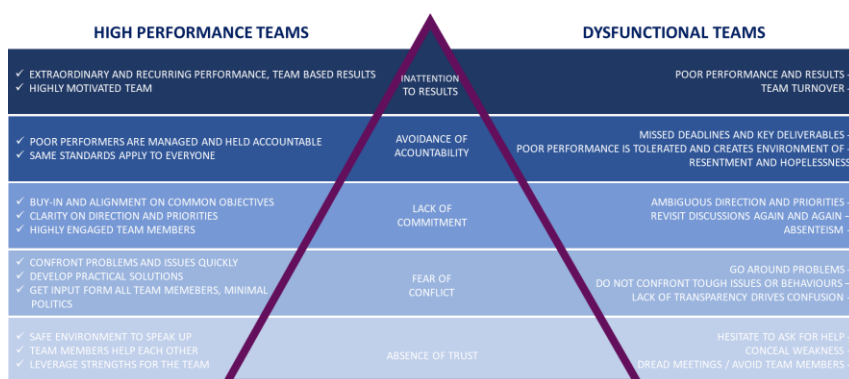 HIGH PERFORMANCE TEAMS
DYSFUNCTIONAL TEAMS
✓ EXTRAORDINARY AND RECURRING PERFORMANCE, TEAM BASED RESULTS
✓ HIGHLY MOTIVATED TEAM
INATTENTION
TO RESULTS
POOR PERFORMANCE AND RESULTS -
TEAM TURNOVER -
✓ POOR PERFORMERS ARE MANAGED AND HELD ACCOUNTABLE
✓ SAME STANDARDS APPLY TO EVERYONE
AVOIDANCE OF
ACOUNTABILITY
MISSED DEADLINES AND KEY DELIVERABLES -
POOR PERFORMANCE IS TOLERATED AND CREATES ENVIRONMENT OF -
RESENTMENT AND HOPELESSNESS
✓ BUY-IN AND ALIGNMENT ON COMMON OBJECTIVES
✓ CLARITY ON DIRECTION AND PRIORITIES
✓ HIGHLY ENGAGED TEAM MEMBERS
LACK OF
COMMITMENT
AMBIGUOUS DIRECTION AND PRIORITIES -
REVISIT DISCUSSIONS AGAIN AND AGAIN –
ABSENTEISM -
✓ CONFRONT PROBLEMS AND ISSUES QUICKLY
✓ DEVELOP PRACTICAL SOLUTIONS
✓ GET INPUT FORM ALL TEAM MEMEBERS, MINIMAL
POLITICS
FEAR OF
CONFLICT
GO AROUND PROBLEMS -
DO NOT CONFRONT TOUGH ISSUES OR BEHAVIOURS –
LACK OF TRANSPARENCY DRIVES CONFUSION -
✓ SAFE ENVIRONMENT TO SPEAK UP
✓ TEAM MEMBERS HELP EACH OTHER
✓ LEVERAGE STRENGTHS FOR THE TEAM
ABSENCE OF TRUST
HESITATE TO ASK FOR HELP -
CONCEAL WEAKNESS -
DREAD MEETINGS / AVOID TEAM MEMBERS -